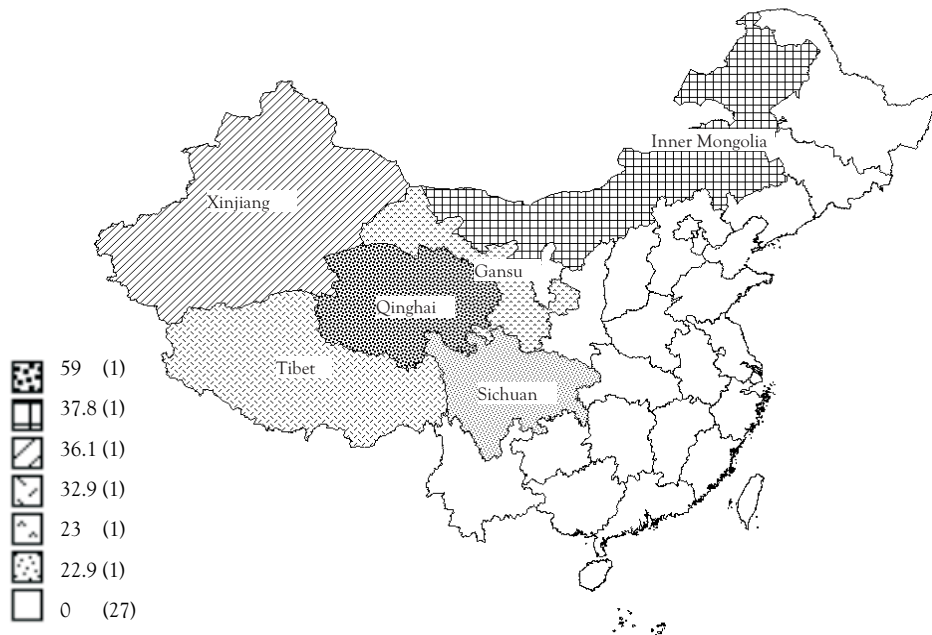 Inner Mongolia
Xinjiang
Gansu
Qinghai
Tibet
Sichuan
59 (1)
37.8 (1)
36.1 (1)
32.9 (1)
23 (1)
22.9 (1)
0 (27)